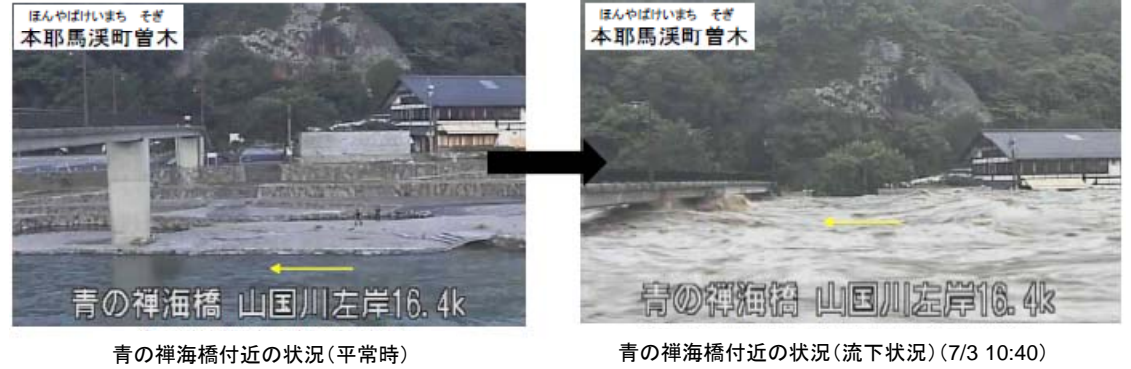 ほんやばけいまち そぎ
本耶馬渓町曽木
青の禅海橋 山国川左岸16.4k
青の禅海橋付近の状況（平常時）
ほんやばけいまち そぎ
本耶馬渓町曽木
青の禅海橋 山国川左岸16.4k
青の禅海橋付近の状況（流下状況）（7/3 10:40）